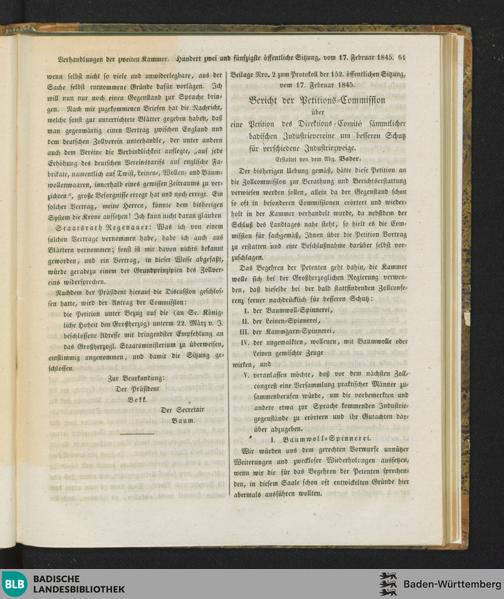 Verhandlungen der zweiten Kammer. Hundert zwei und fünfzigste öffentliche Sitzung, vom 17. Februar 1845. 61
wenn selbst nicht so viele und unwiderlegbare, aus der
Sache selbst entnommene Gründe dafür vorlägen. Ich
will nun nur noch einen Gegenstand zur Sprache brin-
gen. Nach mir zugekommenen Briefen hat die Nachricht,
welche sonst gut unterrichtete Blätter gegeben haben, daß
man gegenwärtig einen Vertrag zwischen England und
dem deutschen Zollverein unterhandle, der unter andern
auch dem Vereine die Verbindlichkeit auflegte, auf jede
Erhöhung des deutschen Vereinstarifs auf englische Fa-
brikate, namentlich auf Twist, leinene, Wollen- und Baum-
wollenwaaren, innerhalb eines gewissen Zeitraums zu ver-
zichten, große Besorgnisse erregt und noch erregt. Ein
solcher Vertrag, meine Herren, könnte dem bisherigen
System die Krone aufsetzen! Ich kann nicht daran glauben
Staatsrath Regenauer: Was ich von einem
solchen Vertrage vernommen habe, habe ich auch aus
Blättern vernommen; sonst ist mir davon nichts bekannt
geworden, und ein Vertrag, in dieser Weise abgefaßt,
würde geradezu einem der Grundprinzipien des Zollver-
eins widersprechen.
Nachdem der Präsident hierauf die Discussion geschlos-
sen hatte, wird der Antrag der Commission:
die Petition unter Bezug auf die (an Se. König-
liche Hoheit den Großherzog) unterm 22. März v. J.
beschlossene Adresse mit dringendster Empfehlung an
das Großherzogl. Staatsministerium zu überweisen,
einstimmig angenommen, und damit die Sitzung ge-
schlossen.
Zur Beurkundung:
Der Präsident
Bekk.
Der Secretair
Baum.
Beilage Nro. 2 zum Protokoll der 152. öffentlichen Sitzung,
vom 17. Februar 1845.
Bericht der Petitions-Commission
über
eine Petition des Direktions-Comité sämmtlicher
badischen Industrievereine um besseren Schutz
für verschiedene Industriezweige.
Erstattet von dem Abg. Bader.
Der bisherigen Uebung gemäß, hätte diese Petition an
die Zollkommission zur Berathung und Berichtserstattung
verwiesen werden sollen, allein da der Gegenstand schon
so oft in besonderen Commissionen erörtert und wieder-
holt in der Kammer verhandelt wurde, da nebstdem der
Schluß des Landtages nahe steht, so hielt es die Com-
mission für sachgemäß, Ihnen über die Petition Vortrag
zu erstatten und eine Beschlußnahme darüber selbst vor-
zuschlagen.
Das Begehren der Petenten geht dahin, die Kammer
wolle sich bei der Großherzoglichen Regierung verwen-
den, daß dieselbe bei der bald stattfindenden Zollconfe-
renz ferner nachdrücklich für besseren Schutz:
I. der Baumwoll-Spinnerei,
II. der Leinen-Spinnerei,
III. der Kammgarn-Spinnerei,
IV. der ungemalkten, wollenen, mit Baumwolle oder
Leinen gemischte Zeuge
wirken, und
V. veranlassen möchte, daß vor dem nächsten Zoll-
congreß eine Versammlung praktischer Männer zu-
sammenberufen würde, um die vorbemerkten und
andere etwa zur Sprache kommenden Industrie-
gegenstände zu erörtern und ihr Gutachten dar-
über abzugeben.
I. Baumwoll-Spinnerei.
Wir würden uns dem gerechten Vorwurfe unnützer
Weiterungen und zweckloser Wiederholungen aussetzen,
wenn wir die für das Begehren der Petenten sprechen-
den, in diesem Saale schon oft entwickelten Gründe hier
abermals ausführen wollten.
BLB BADISCHE
LANDESBIBLIOTHEK
Baden-Württemberg